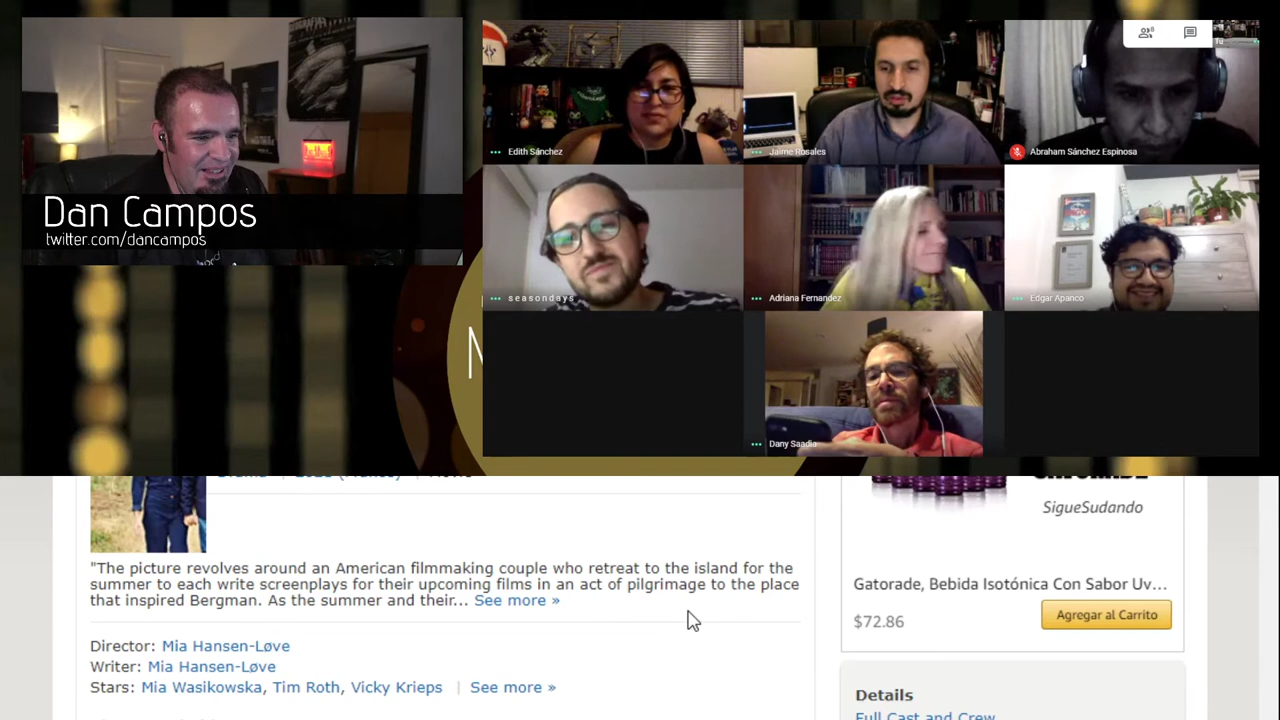 Edith Sánchez
Jaime Rosales
Abraham Sánchez Espinosa
Dan Campos
twitter.com/dancampos
seasondays
Adriana Fernandez
Edgar Apanco
Dany Saadia
SigueSudando
"The picture revolves around an American filmmaking couple who retreat to the island for the
summer to each write screenplays for their upcoming films in an act of pilgrimage to the place
that inspired Bergman. As the summer and their... See more »
Gatorade, Bebida Isotónica Con Sabor Uv...
$72.86
Agregar al Carrito
Director: Mia Hansen-Løve
Writer: Mia Hansen-Løve
Stars: Mia Wasikowska, Tim Roth, Vicky Krieps | See more »
Details
Full Cast and Crew